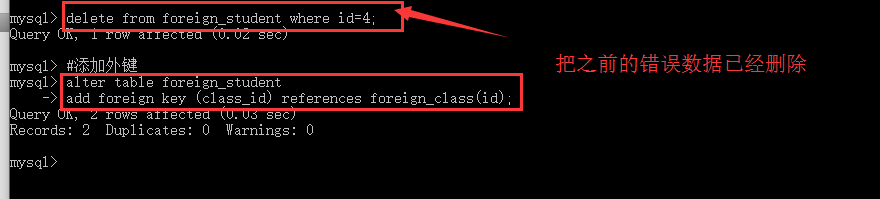 mysql> delete from foreign_student where id=4;
Query OK, 1 row affected (0.02 sec)
mysql> #添加外键
mysql> alter table foreign_student
-> add foreign key (class_id) references foreign_class(id);
Query OK, 2 rows affected (0.03 sec)
Records: 2  Duplicates: 0  Warnings: 0
mysql>
把之前的错误数据已经删除